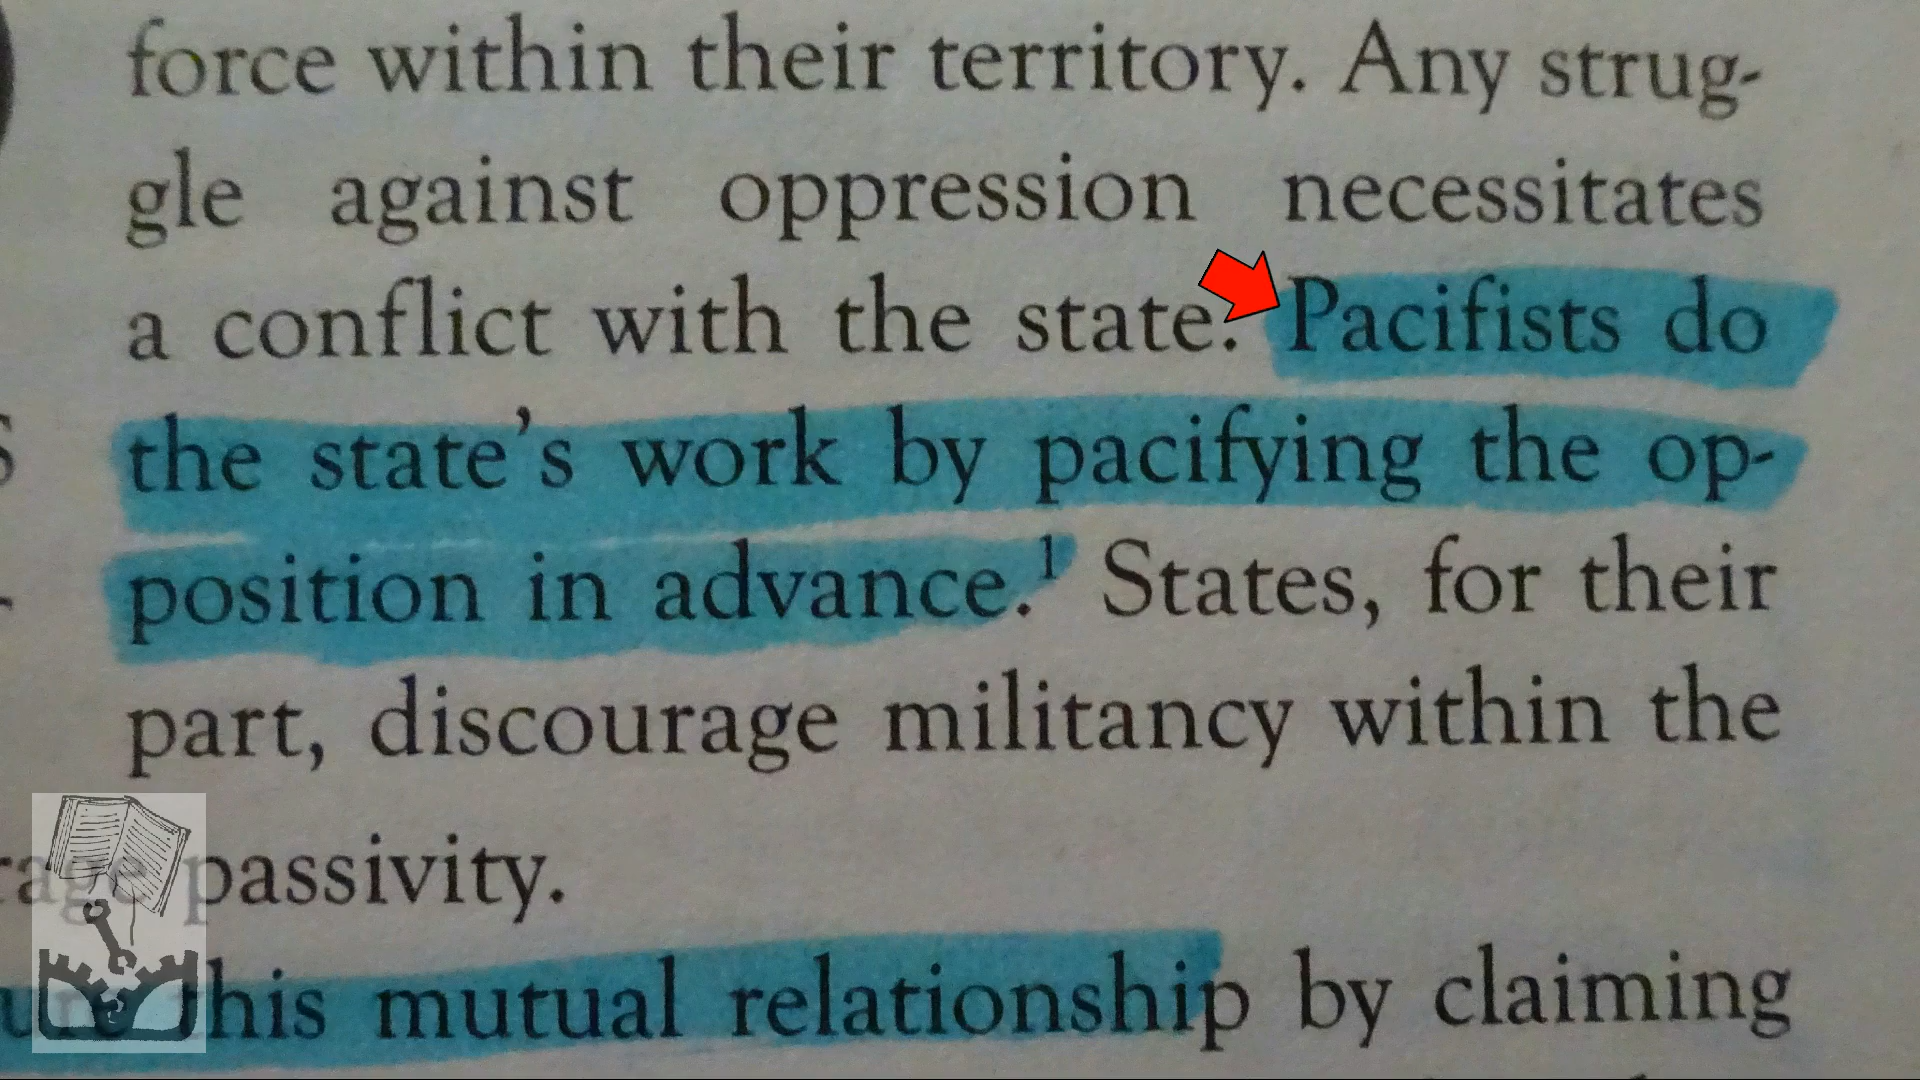 force within their territory. Any strug-
gle against oppression necessitates
a conflict with the state. Pacifists do
the state's work by pacifying the op-
position in advance.¹ States, for their
part, discourage militancy within the
passivity.
this mutual relationship by claiming